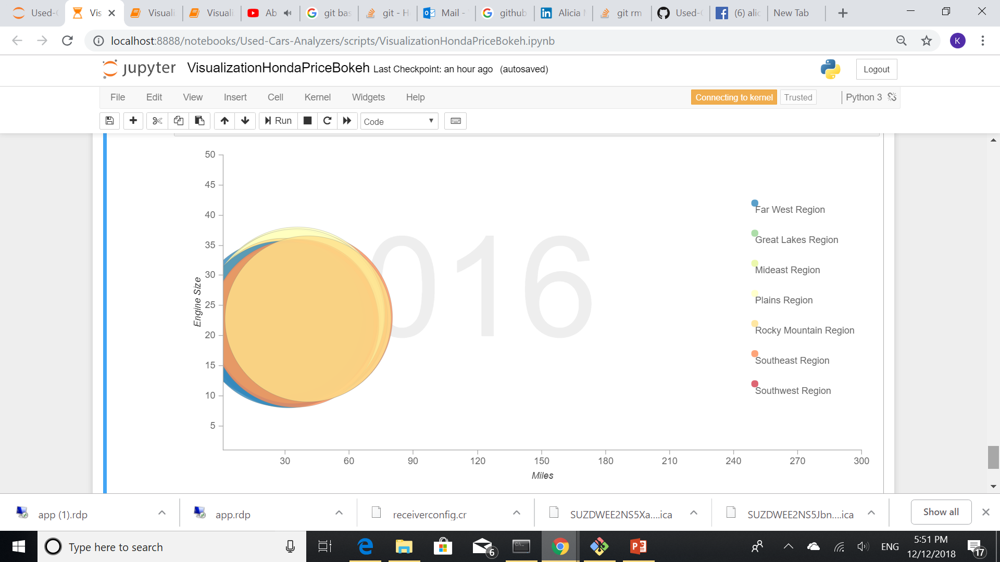 Used-C
Vis
Visuali
Visuali
Ab
git bas
git - H
Mail -
github
Alicia
git rm
Used-C
(6) alic
New Tab
localhost:8888/notebooks/Used-Cars-Analyzers/scripts/VisualizationHondaPriceBokeh.ipynb
K
jupyter VisualizationHondaPriceBokeh Last Checkpoint: an hour ago (autosaved)
Logout
File Edit View Insert Cell Kernel Widgets Help
Connecting to kernel
Trusted
Python 3
Run
Code
50
45
40
35
30
25
20
15
10
5
Engine Size
016
Far West Region
Great Lakes Region
Mideast Region
Plains Region
Rocky Mountain Region
Southeast Region
Southwest Region
30 60 90 120 150 180 210 240 270 300
Miles
app (1).rdp
app.rdp
receiverconfig.cr
SUZDWEE2NS5Xa....ica
SUZDWEE2NS5Jbn....ica
Show all
Type here to search
6
ENG
5:51 PM
12/12/2018
17